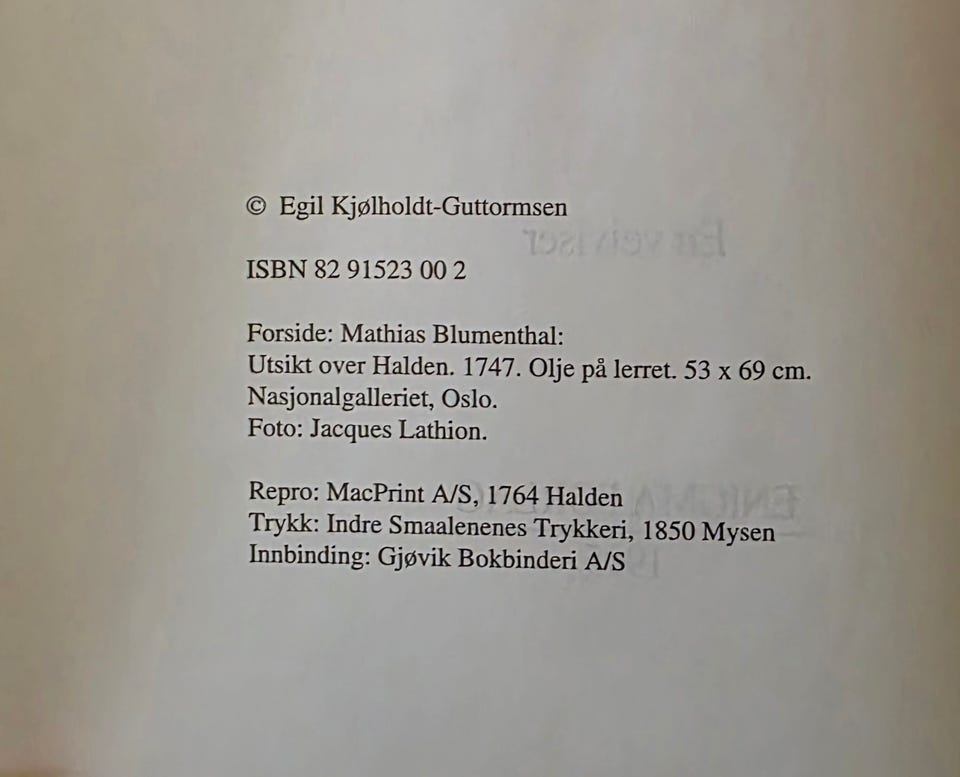 © Egil Kjølholdt-Guttormsen
ISBN 82 91523 00 2
Forside: Mathias Blumenthal:
Utsikt over Halden. 1747. Olje på lerret. 53 x 69 cm.
Nasjonalgalleriet, Oslo.
Foto: Jacques Lathion.
Repro: MacPrint A/S, 1764 Halden
Trykk: Indre Smaalenenes Trykkeri, 1850 Mysen
Innbinding: Gjøvik Bokbinderi A/S